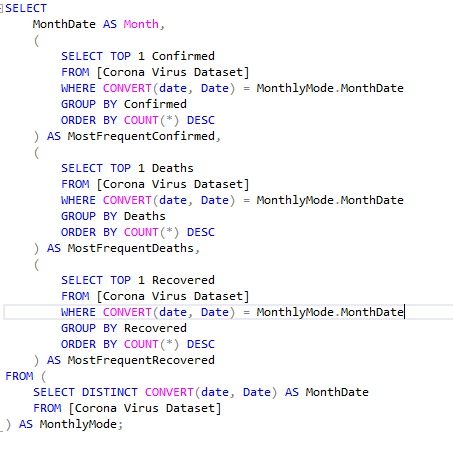 SELECT
    MonthDate AS Month,
    (
        SELECT TOP 1 Confirmed
        FROM [Corona Virus Dataset]
        WHERE CONVERT(date, Date) = MonthlyMode.MonthDate
        GROUP BY Confirmed
        ORDER BY COUNT(*) DESC
    ) AS MostFrequentConfirmed,
    (
        SELECT TOP 1 Deaths
        FROM [Corona Virus Dataset]
        WHERE CONVERT(date, Date) = MonthlyMode.MonthDate
        GROUP BY Deaths
        ORDER BY COUNT(*) DESC
    ) AS MostFrequentDeaths,
    (
        SELECT TOP 1 Recovered
        FROM [Corona Virus Dataset]
        WHERE CONVERT(date, Date) = MonthlyMode.MonthDate
        GROUP BY Recovered
        ORDER BY COUNT(*) DESC
    ) AS MostFrequentRecovered
FROM (
    SELECT DISTINCT CONVERT(date, Date) AS MonthDate
    FROM [Corona Virus Dataset]
) AS MonthlyMode;